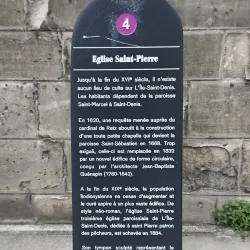 4
Eglise Saint-Pierre
Jusqu'à la fin du XVIe siècle, il n'existe
aucun lieu de culte sur L'Île-Saint-Denis.
Les habitants dépendent de la paroisse
Saint-Marcel à Saint-Denis.
En 1620, une requête menée auprès du
cardinal de Retz aboutit à la construction
d'une toute petite chapelle qui devient la
paroisse Saint-Sébastien en 1668. Trop
exiguë, celle-ci est remplacée en 1832
par un nouvel édifice de forme circulaire,
conçu par l'architecte Jean-Baptiste
Guénepin (1780-1842).
A la fin du XIXe siècle, la population
îlodionysienne ne cesse d'augmenter et
le curé aspire à un plus vaste édifice. De
style néo-roman, l'église Saint-Pierre
troisième église paroissiale de L'Île-
Saint-Denis, dédiée à saint Pierre patron
des pêcheurs, est achevée en 1884.
Son tympan sculpté représentant le